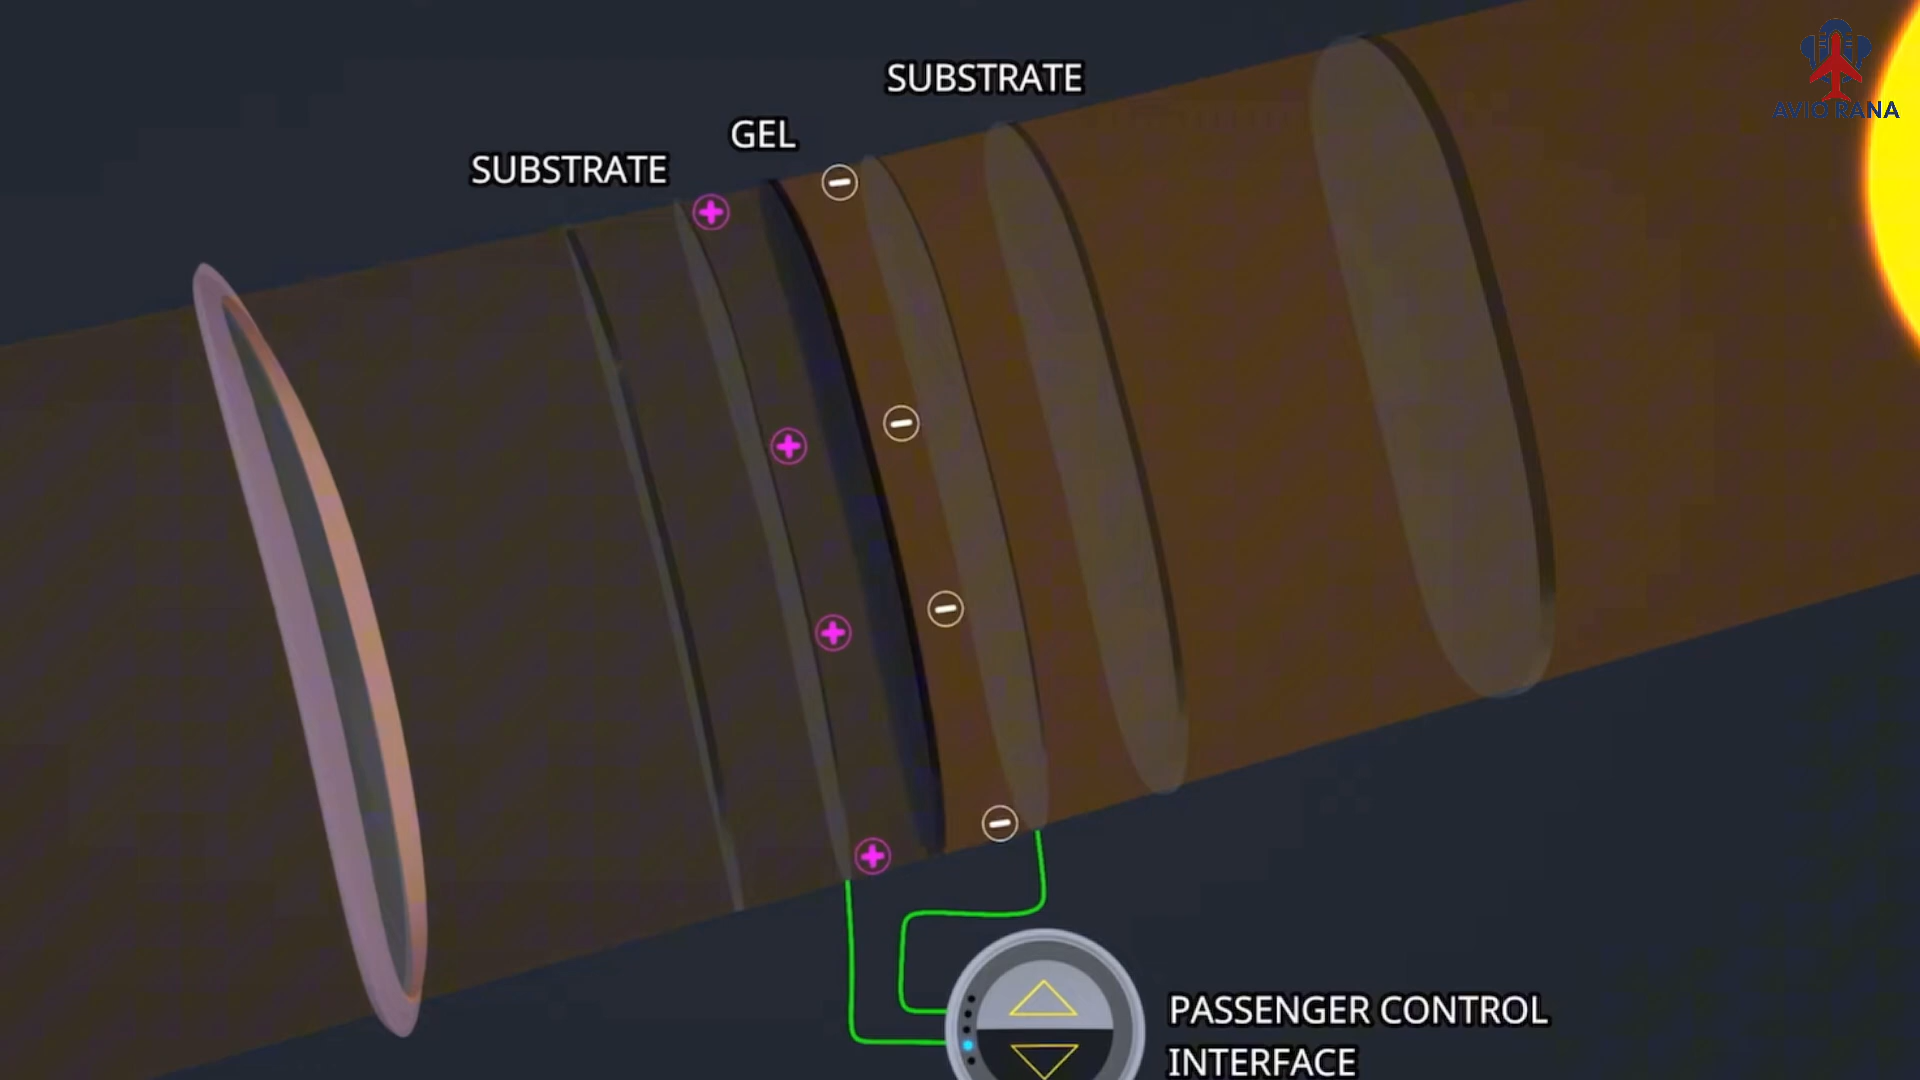 AVIO RANA
SUBSTRATE
GEL
SUBSTRATE
PASSENGER CONTROL
INTERFACE